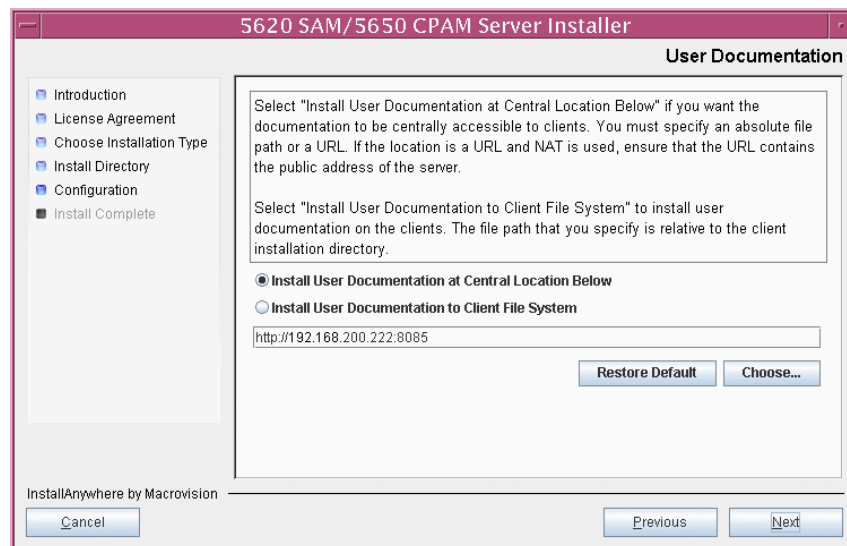 5620 SAM/5650 CPAM Server Installer
User Documentation
Introduction
License Agreement
Choose Installation Type
Install Directory
Configuration
Install Complete
Select "Install User Documentation at Central Location Below" if you want the
documentation to be centrally accessible to clients. You must specify an absolute file
path or a URL. If the location is a URL and NAT is used, ensure that the URL contains
the public address of the server.
Select "Install User Documentation to Client File System" to install user
documentation on the clients. The file path that you specify is relative to the client
installation directory.
Install User Documentation at Central Location Below
Install User Documentation to Client File System
http://192.168.200.222:8085
Restore Default
Choose...
InstallAnywhere by Macrovision
Cancel
Previous
Next